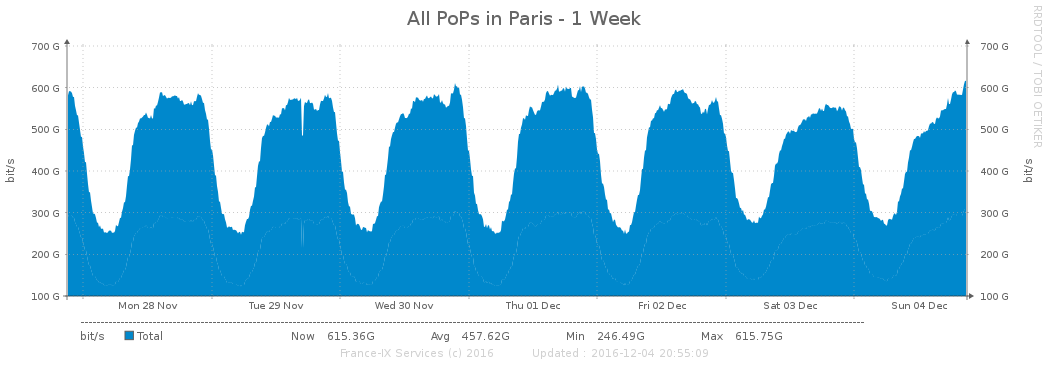 All PoPs in Paris - 1 Week
RRDTOOL / TOBI OETIKER
700 G 700 G
600 G 600 G
500 G 500 G
400 G 400 G
300 G 300 G
200 G 200 G
100 G 100 G
bit/s
bit/s
Mon 28 Nov Tue 29 Nov Wed 30 Nov Thu 01 Dec Fri 02 Dec Sat 03 Dec Sun 04 Dec
bit/s Total Now 615.36G Avg 457.62G Min 246.49G Max 615.75G
France-IX Services (c) 2016 Updated : 2016-12-04 20:55:09